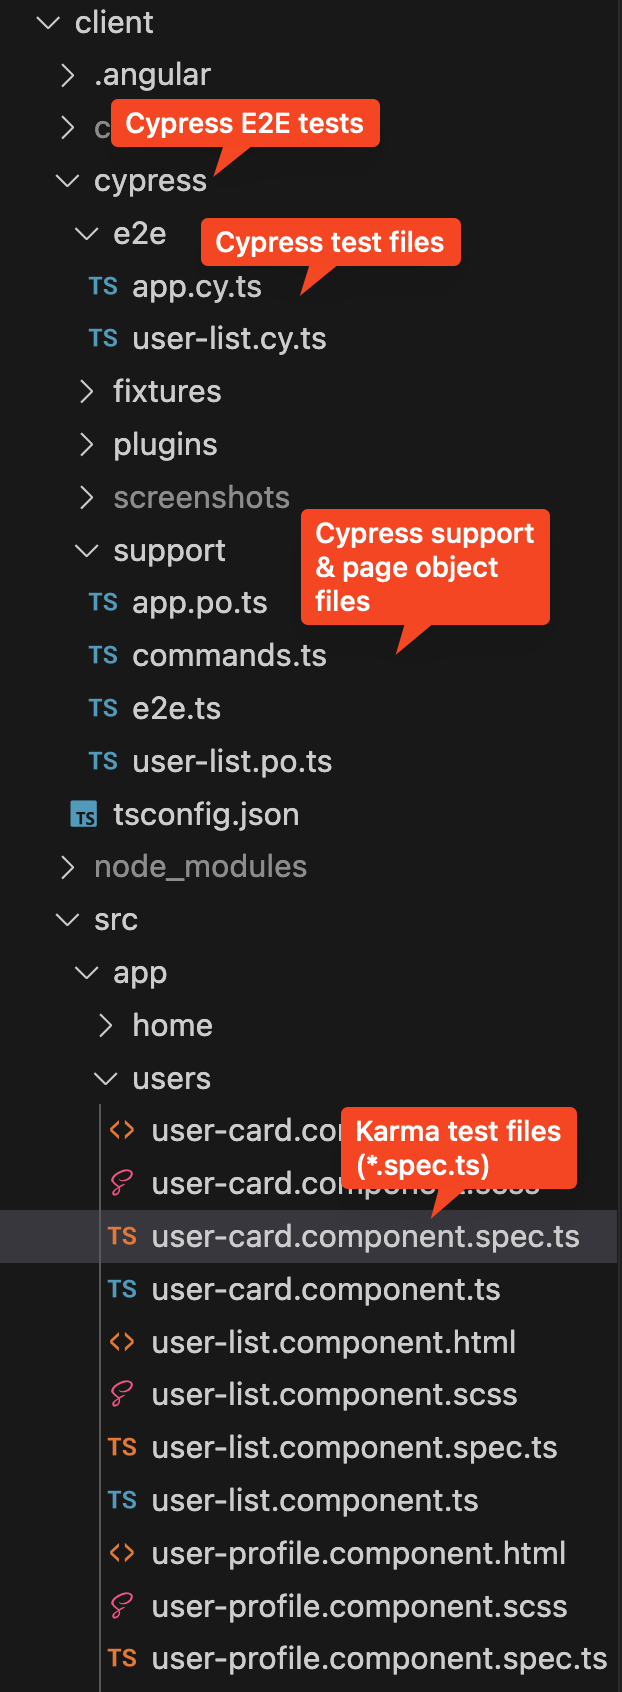 client
.angular
Cypress E2E tests
cypress
e2e
Cypress test files
TS app.cy.ts
TS user-list.cy.ts
fixtures
plugins
screenshots
Cypress support
& page object
files
support
TS app.po.ts
TS commands.ts
TS e2e.ts
TS user-list.po.ts
TS tsconfig.json
node_modules
src
app
home
users
Karma test files
(*.spec.ts)
<> user-card.
user-card.component.scss
TS user-card.component.spec.ts
TS user-card.component.ts
<> user-list.component.html
user-list.component.scss
TS user-list.component.spec.ts
TS user-list.component.ts
<> user-profile.component.html
user-profile.component.scss
TS user-profile.component.spec.ts